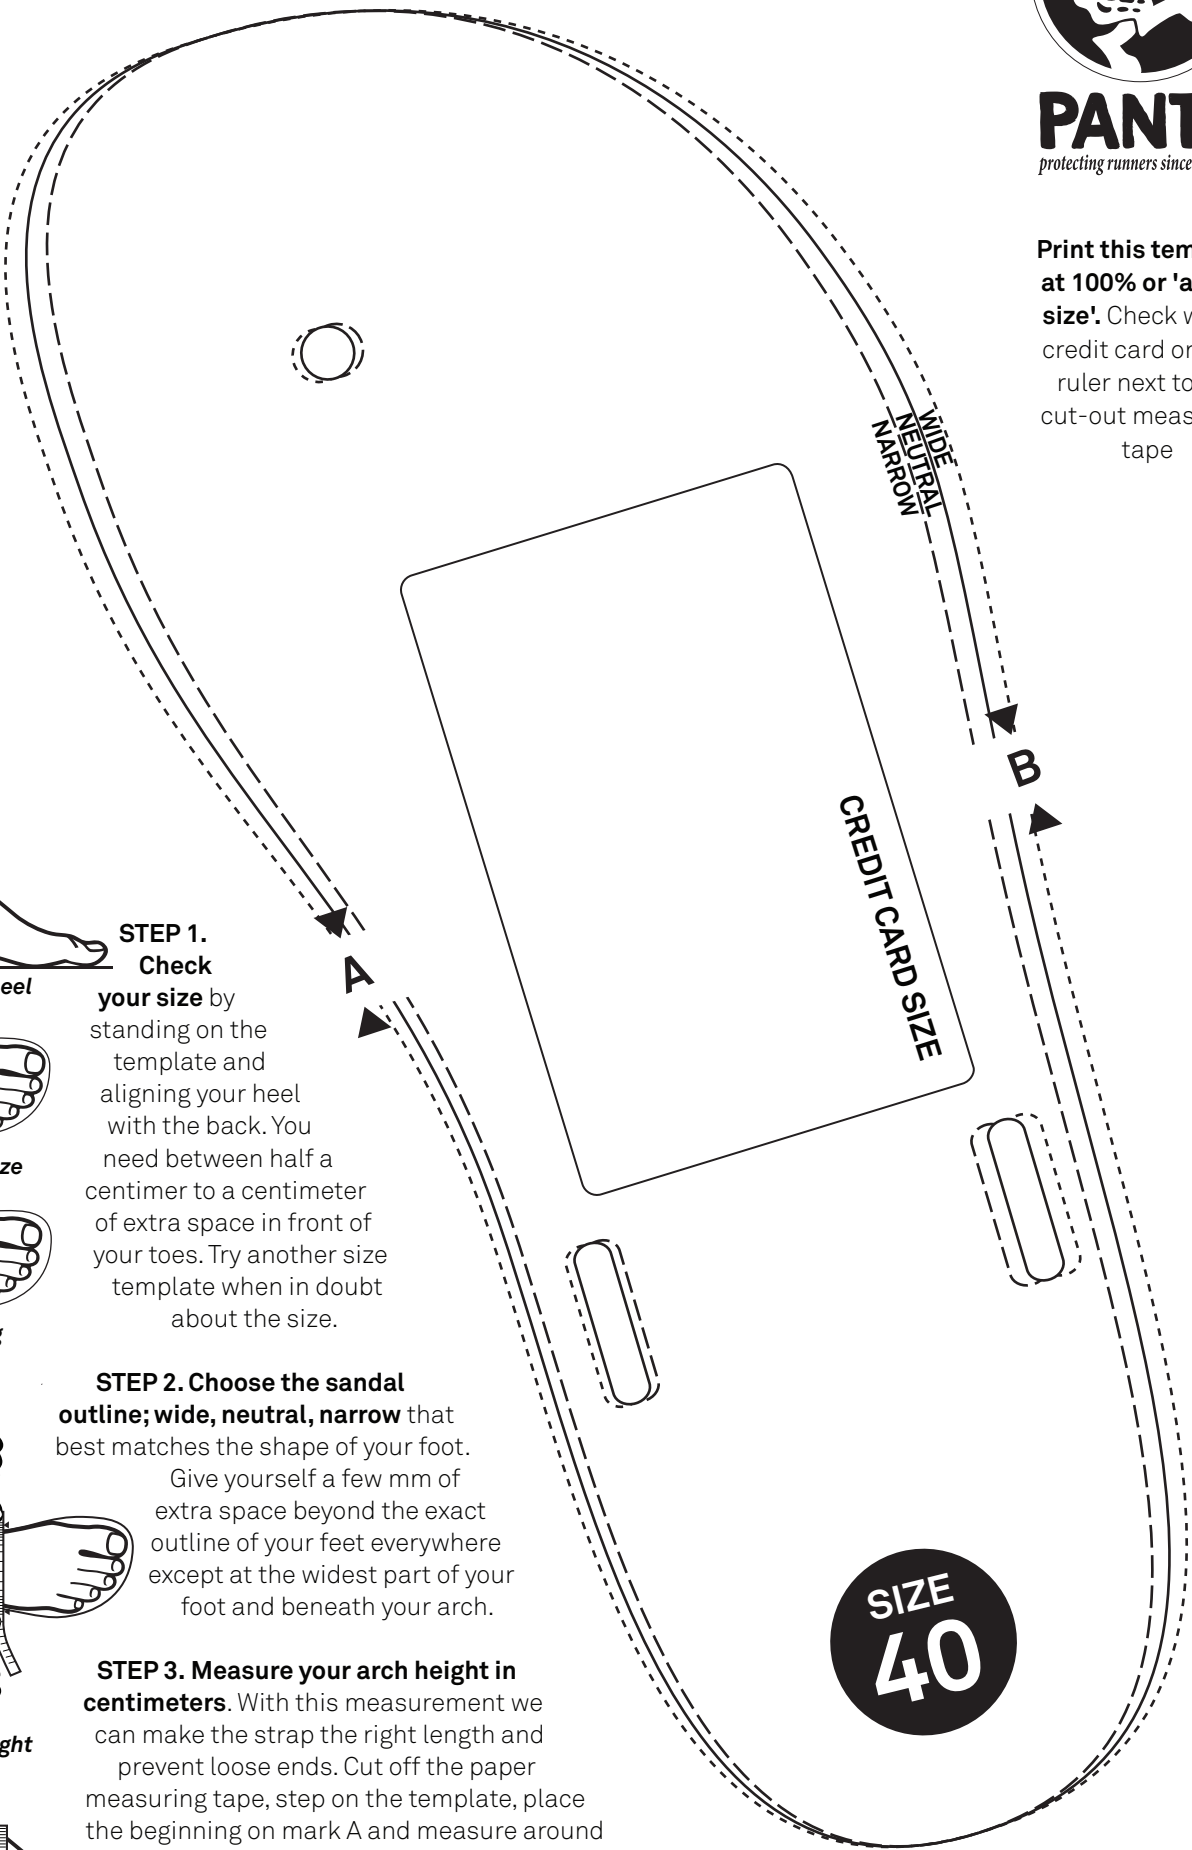 PANT
protecting runners since
Print this tem
at 100% or 'a
size'. Check w
credit card or
ruler next to
cut-out meas
tape
WIDE
NEUTRAL
NARROW
B
CREDIT CARD SIZE
A
eel
ze
ght
STEP 1.
Check
your size by
standing on the
template and
aligning your heel
with the back. You
need between half a
centimer to a centimeter
of extra space in front of
your toes. Try another size
template when in doubt
about the size.
STEP 2. Choose the sandal
outline; wide, neutral, narrow that
best matches the shape of your foot.
Give yourself a few mm of
extra space beyond the exact
outline of your feet everywhere
except at the widest part of your
foot and beneath your arch.
STEP 3. Measure your arch height in
centimeters. With this measurement we
can make the strap the right length and
prevent loose ends. Cut off the paper
measuring tape, step on the template, place
the beginning on mark A and measure around
SIZE
40